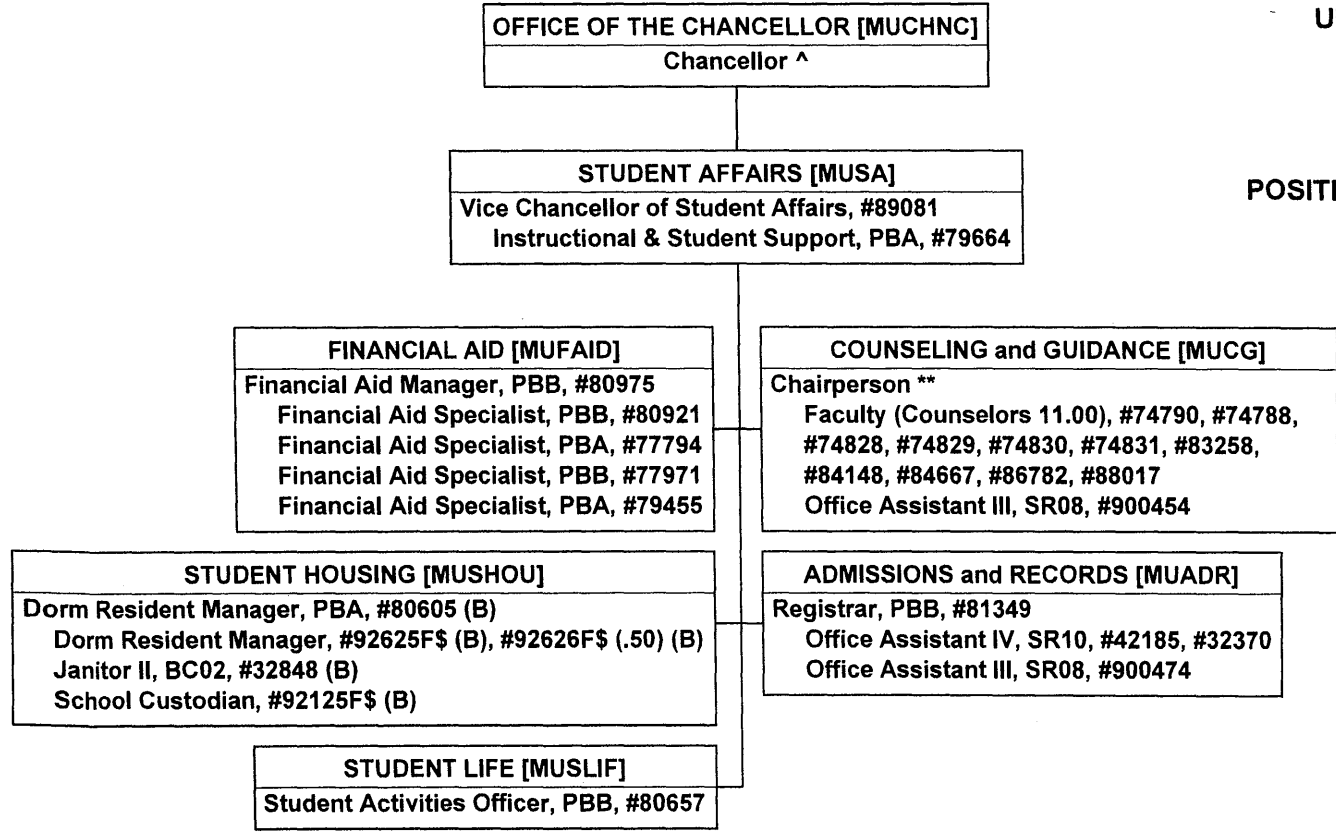 OFFICE OF THE CHANCELLOR [MUCHNC]
Chancellor ^
U
STUDENT AFFAIRS [MUSA]
Vice Chancellor of Student Affairs, #89081
Instructional & Student Support, PBA, #79664
POSITI
FINANCIAL AID [MUFAID]
Financial Aid Manager, PBB, #80975
Financial Aid Specialist, PBB, #80921
Financial Aid Specialist, PBA, #77794
Financial Aid Specialist, PBB, #77971
Financial Aid Specialist, PBA, #79455
COUNSELING and GUIDANCE [MUCG]
Chairperson **
Faculty (Counselors 11.00), #74790, #74788,
#74828, #74829, #74830, #74831, #83258,
#84148, #84667, #86782, #88017
Office Assistant III, SR08, #900454
STUDENT HOUSING [MUSHOU]
Dorm Resident Manager, PBA, #80605 (B)
Dorm Resident Manager, #92625F$ (B), #92626F$ (.50) (B)
Janitor II, BC02, #32848 (B)
School Custodian, #92125F$ (B)
ADMISSIONS and RECORDS [MUADR]
Registrar, PBB, #81349
Office Assistant IV, SR10, #42185, #32370
Office Assistant III, SR08, #900474
STUDENT LIFE [MUSLIF]
Student Activities Officer, PBB, #80657